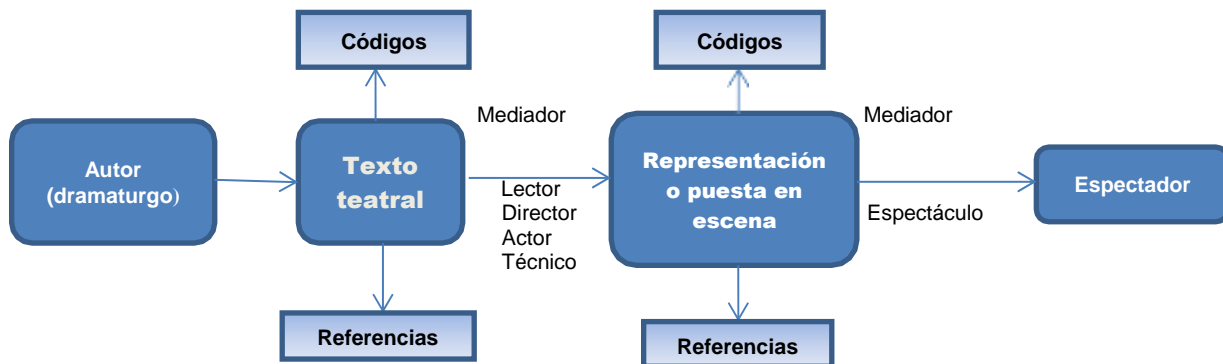 Códigos
Códigos
Mediador
Mediador
Autor
(dramaturgo)
Texto
teatral
Representación
o puesta en
escena
Espectador
Lector
Director
Actor
Técnico
Espectáculo
Referencias
Referencias